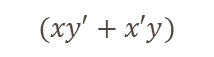 (xy′ + x′y)